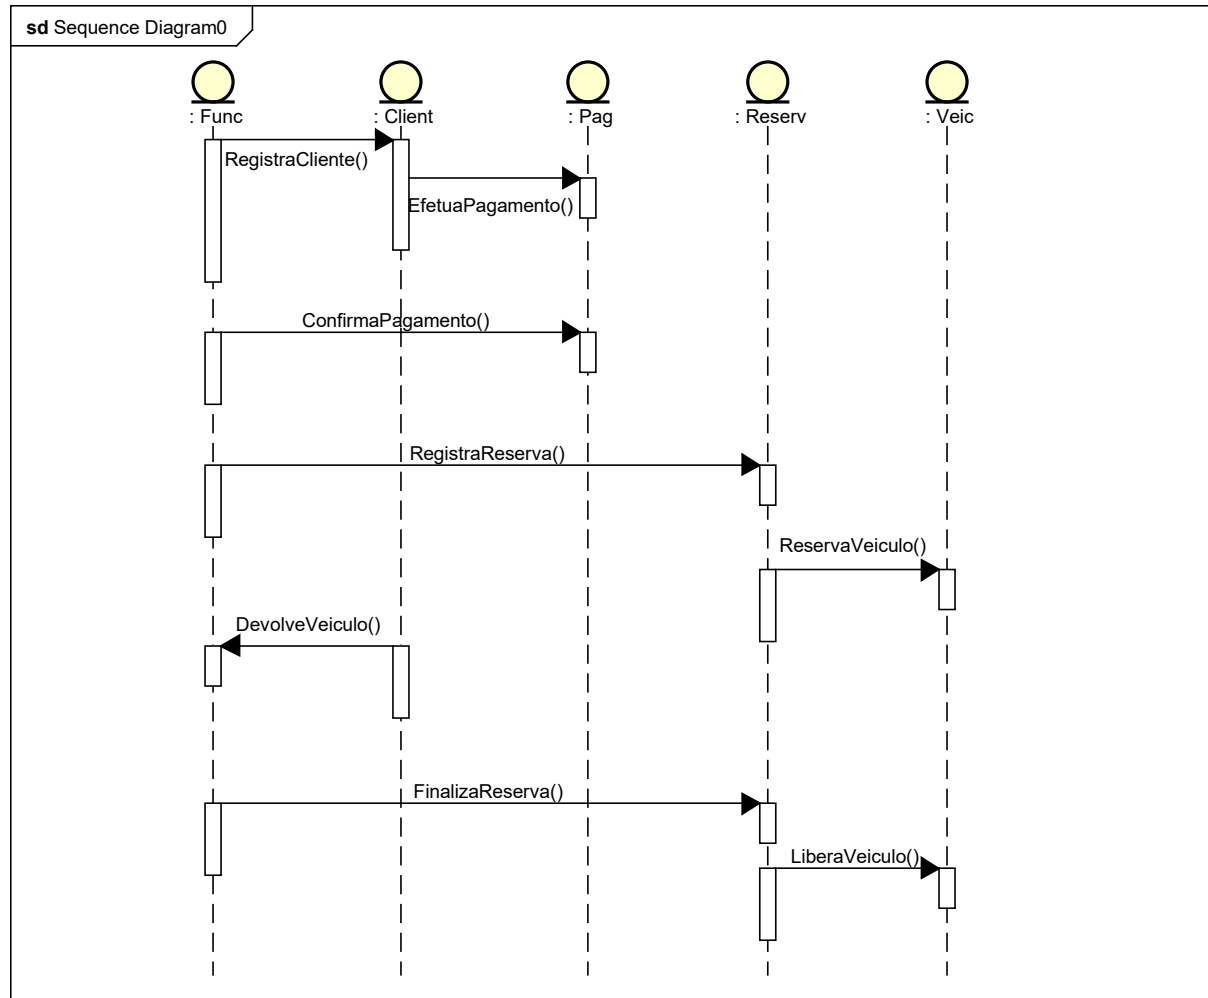 sd Sequence Diagram0
: Func
: Client
: Pag
: Reserv
: Veic
RegistraCliente()
EfetuaPagamento()
ConfirmaPagamento()
RegistraReserva()
ReservaVeiculo()
DevolveVeiculo()
FinalizaReserva()
LiberaVeiculo()